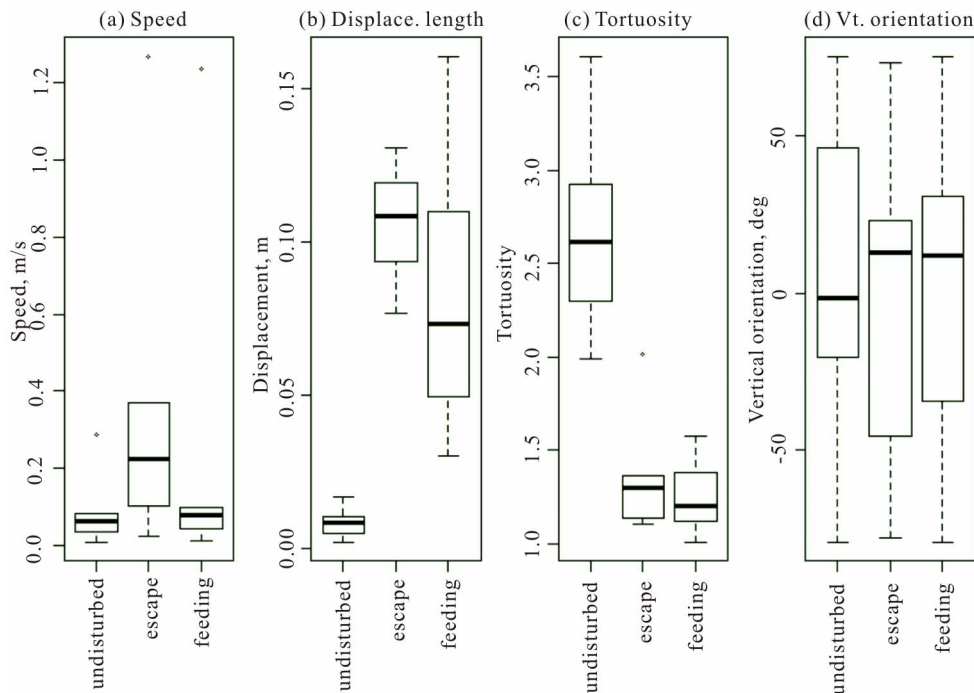 (a) Speed
(b) Displace. length
(c) Tortuosity
(d) Vt. orientation
Speed, m/s
0.0
0.2
0.4
0.6
0.8
1.0
1.2
undisturbed
escape
feeding
Displacement, m
0.00
0.05
0.10
0.15
undisturbed
escape
feeding
Tortuosity
1.0
1.5
2.0
2.5
3.0
3.5
undisturbed
escape
feeding
Vertical orientation, deg
-50
0
50
undisturbed
escape
feeding